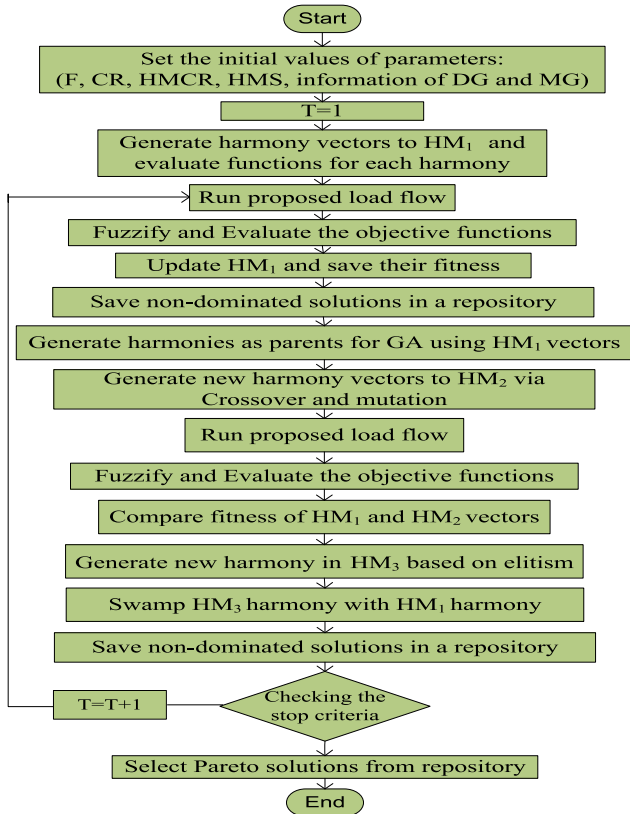 Start
Set the initial values of parameters:
(F, CR, HMCR, HMS, information of DG and MG)
T=1
Generate harmony vectors to HM₁ and
evaluate functions for each harmony
Run proposed load flow
Fuzzify and Evaluate the objective functions
Update HM₁ and save their fitness
Save non-dominated solutions in a repository
Generate harmonies as parents for GA using HM₁ vectors
Generate new harmony vectors to HM₂ via
Crossover and mutation
Run proposed load flow
Fuzzify and Evaluate the objective functions
Compare fitness of HM₁ and HM₂ vectors
Generate new harmony in HM₃ based on elitism
Swamp HM₃ harmony with HM₁ harmony
Save non-dominated solutions in a repository
T=T+1
Checking the
stop criteria
Select Pareto solutions from repository
End